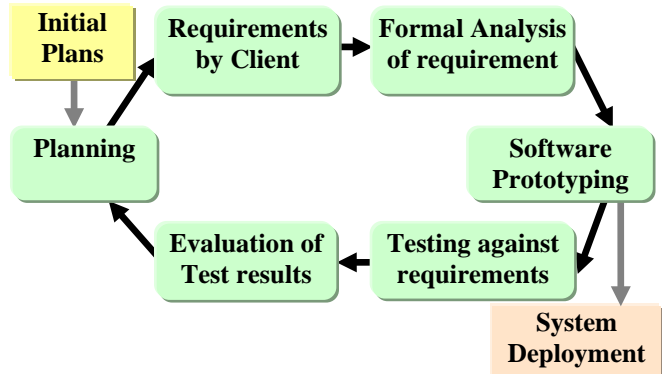 Initial
Plans
Requirements
by Client
Formal Analysis
of requirement
Planning
Software
Prototyping
Evaluation of
Test results
Testing against
requirements
System
Deployment